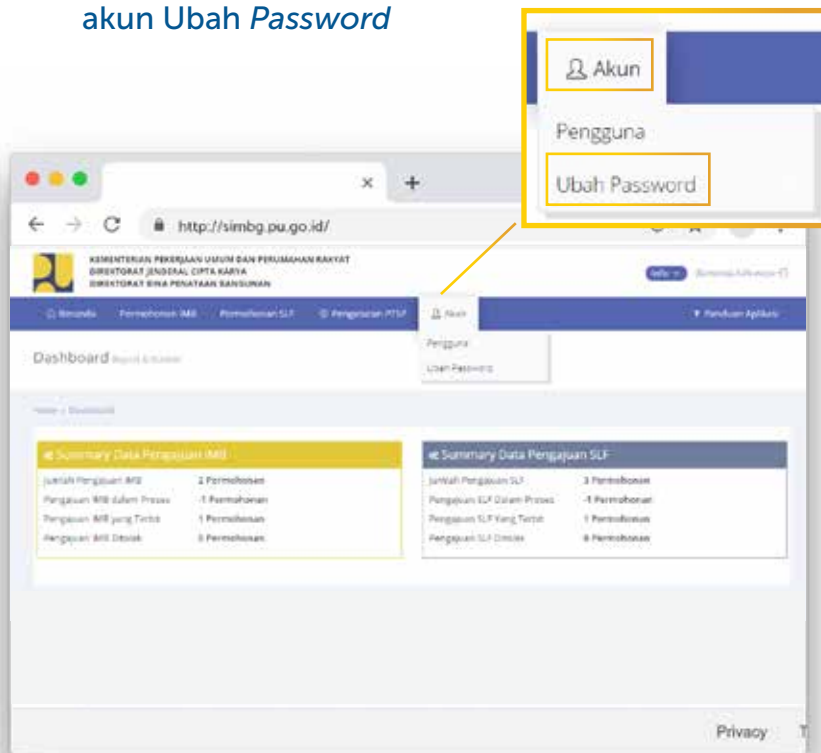 akun Ubah Password
Akun
Pengguna
Ubah Password
http://simbg.pu.go.id/
KEMENTERIAN PEKERJAAN UMUM DAN PERUMAHAN RAKYAT
DIREKTORAT JENDERAL CIPTA KARYA
DIREKTORAT BINA PENATAAN BANGUNAN
Info
Beranda Permohonan IMB Permohonan SLF Pengaturan PTSP Akun Panduan Aplikasi
Pengguna
Ubah Password
Dashboard
Home Dashboard
Summary Data Pengajuan IMB
Jumlah Pengajuan IMB 2 Permohonan
Pengajuan IMB dalam Proses -1 Permohonan
Pengajuan IMB yang Terbit 1 Permohonan
Pengajuan IMB Ditolak Permohonan
Summary Data Pengajuan SLF
Jumlah Pengajuan SLF 3 Permohonan
Pengajuan SLF Dalam Proses -1 Permohonan
Pengajuan SLF Yang Terbit 1 Permohonan
Pengajuan SLF Ditolak Permohonan
Privacy T